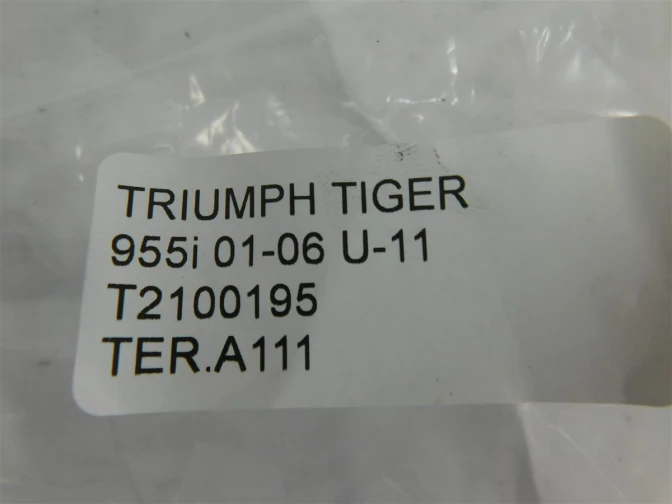 TRIUMPH TIGER
955i 01-06 U-11
T2100195
TER.A111